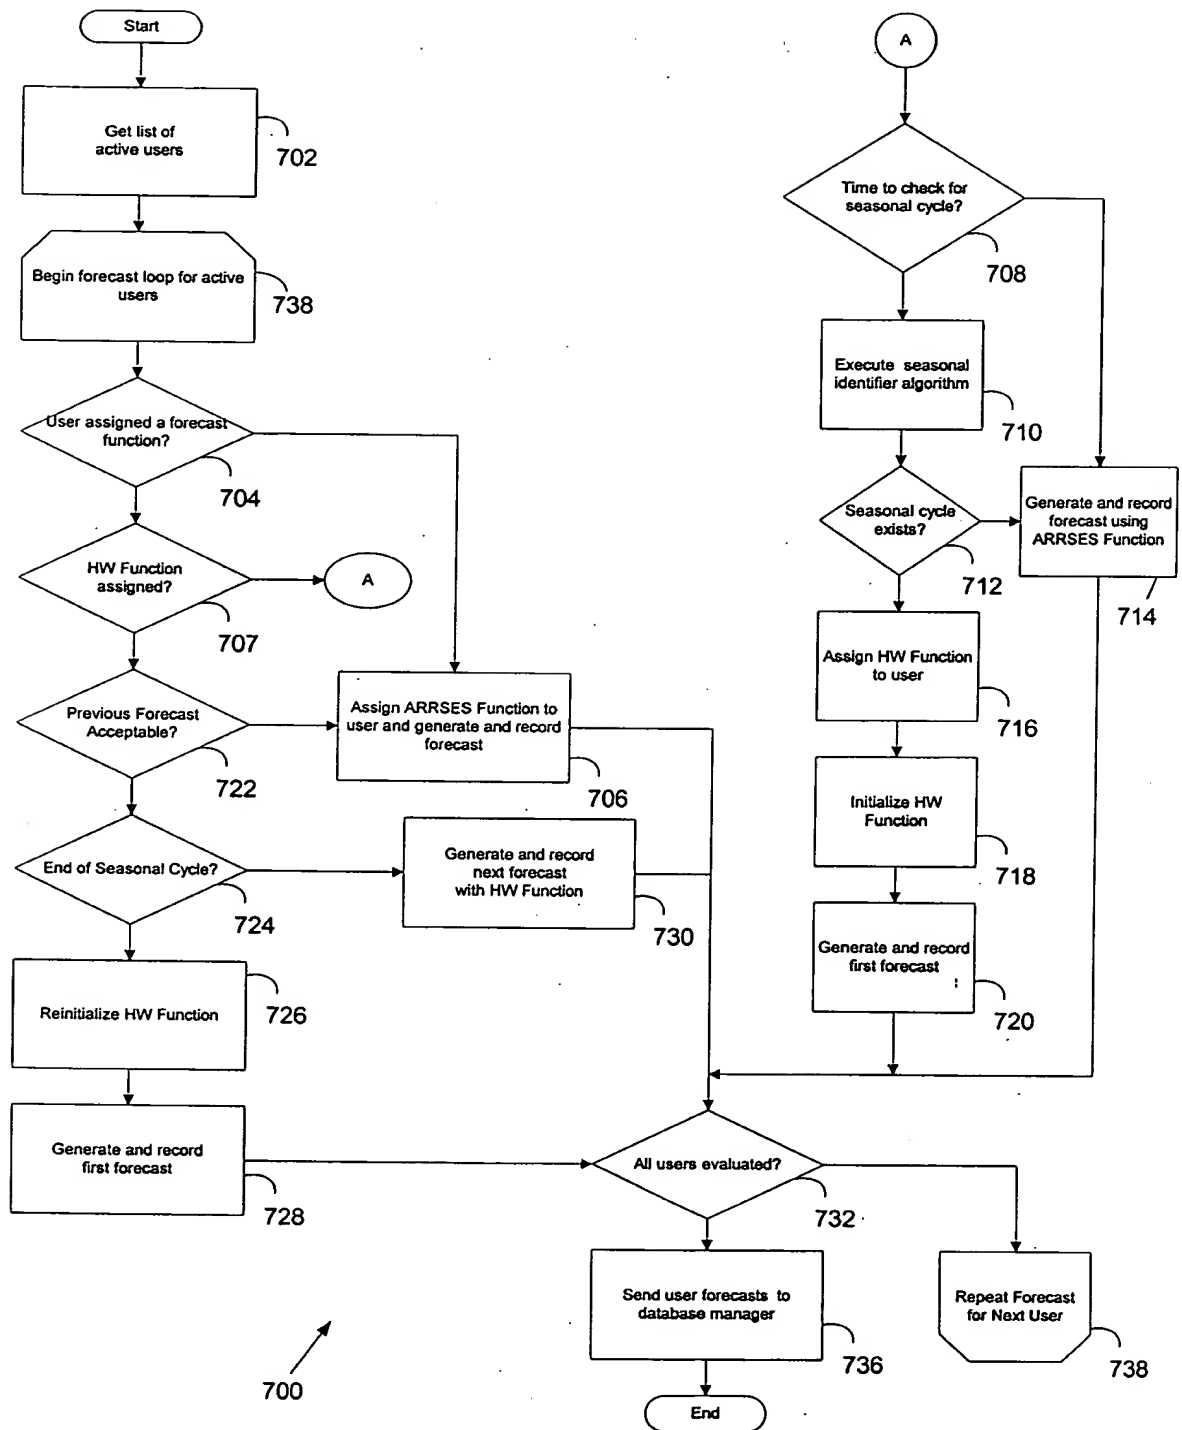 Start
Get list of
active users
702
Begin forecast loop for active
users
738
User assigned a forecast
function?
704
HW Function
assigned?
707
A
Previous Forecast
Acceptable?
722
Assign ARRSES Function to
user and generate and record
forecast
706
End of Seasonal Cycle?
724
Generate and record
next forecast
with HW Function
730
Reinitialize HW Function
726
Generate and record
first forecast
728
A
Time to check for
seasonal cycle?
708
Execute seasonal
identifier algorithm
710
Seasonal cycle
exists?
712
Generate and record
forecast using
ARRSES Function
714
Assign HW Function
to user
716
Initialize HW
Function
718
Generate and record
first forecast
720
All users evaluated?
732
Send user forecasts to
database manager
736
Repeat Forecast
for Next User
738
End
700